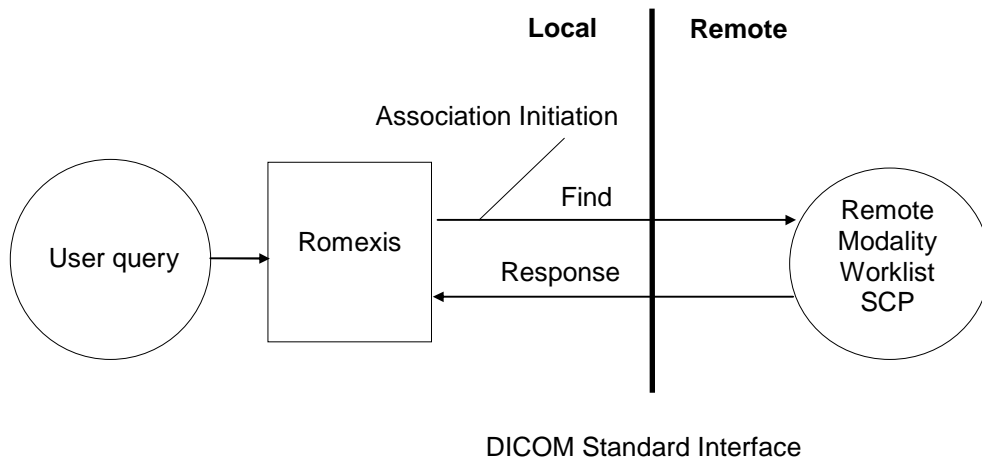 Local
Remote
Association Initiation
Find
User query
Romexis
Response
Remote
Modality
Worklist
SCP
DICOM Standard Interface